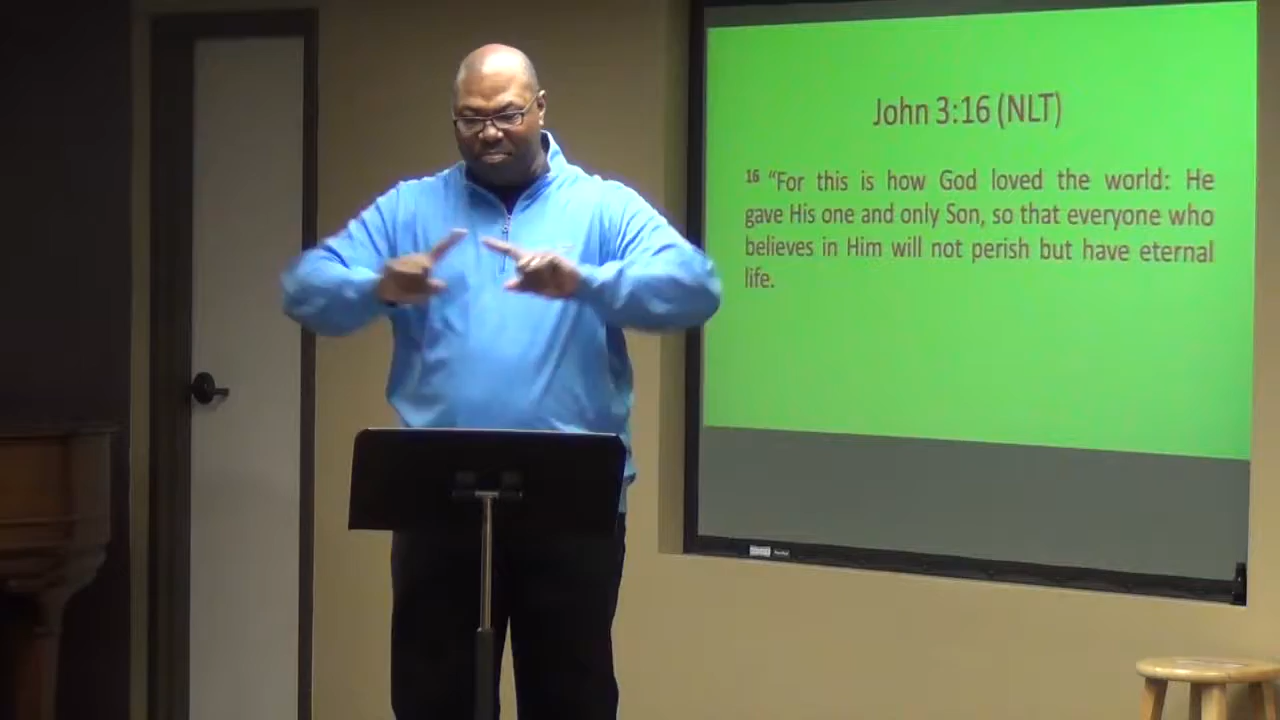 John 3:16 (NLT)
16 “For this is how God loved the world: He
gave His one and only Son, so that everyone who
believes in Him will not perish but have eternal
life.